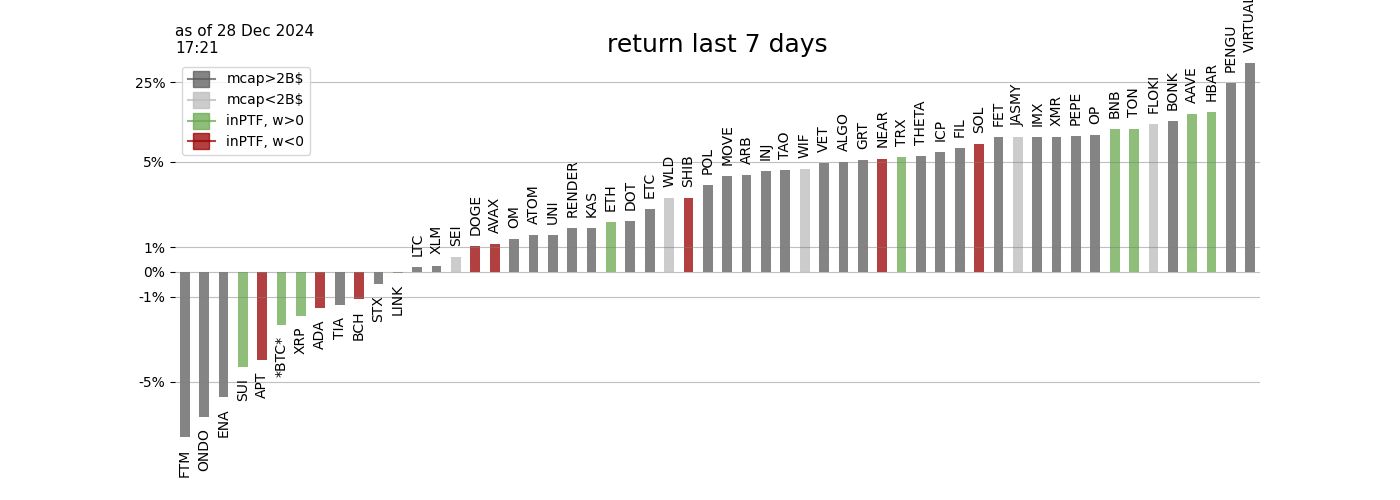 as of 28 Dec 2024
17:21
return last 7 days
mcap>2B$
mcap<2B$
inPTF, w>0
inPTF, w<0
25%
5%
1%
0%
-1%
-5%
FTM
ONDO
ENA
SUI
APT
*BTC*
XRP
ADA
TIA
BCH
STX
LINK
LTC
XLM
SEI
DOGE
AVAX
OM
ATOM
UNI
RENDER
KAS
ETH
DOT
ETC
WLD
SHIB
POL
MOVE
ARB
INJ
TAO
WIF
VET
ALGO
GRT
NEAR
TRX
THETA
ICP
FIL
SOL
FET
JASMY
IMX
XMR
PEPE
OP
BNB
TON
FLOKI
BONK
AAVE
HBAR
PENGU
VIRTUAL